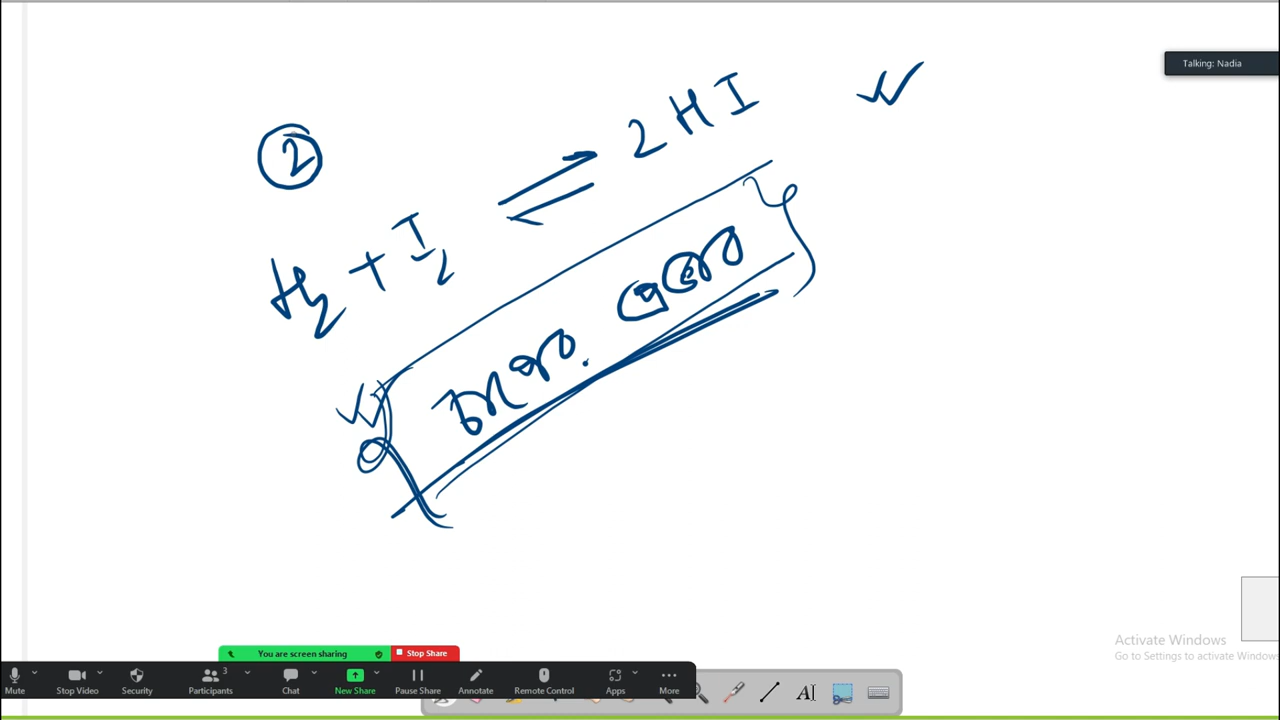 Talking: Nadia
②
H₂ + I₂ ⇌ 2HI
You are screen sharing
Stop Share
Mute
Stop Video
Security
3
Participants
Chat
New Share
Pause Share
Annotate
Remote Control
Apps
More
Activate Windows
Go to Settings to activate Windows